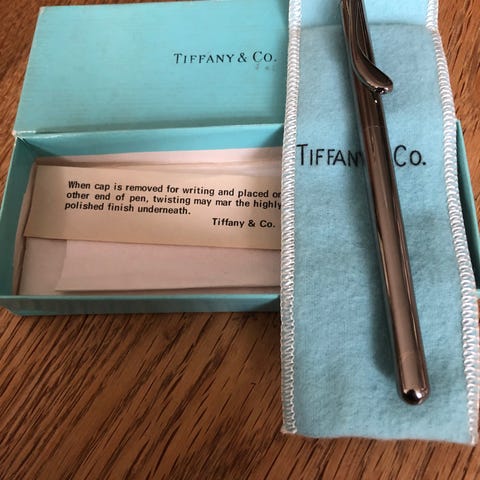 TIFFANY & CO.
When cap is removed for writing and placed on
other end of pen, twisting may mar the highly
polished finish underneath.
Tiffany & Co.
TIFFANY Co.